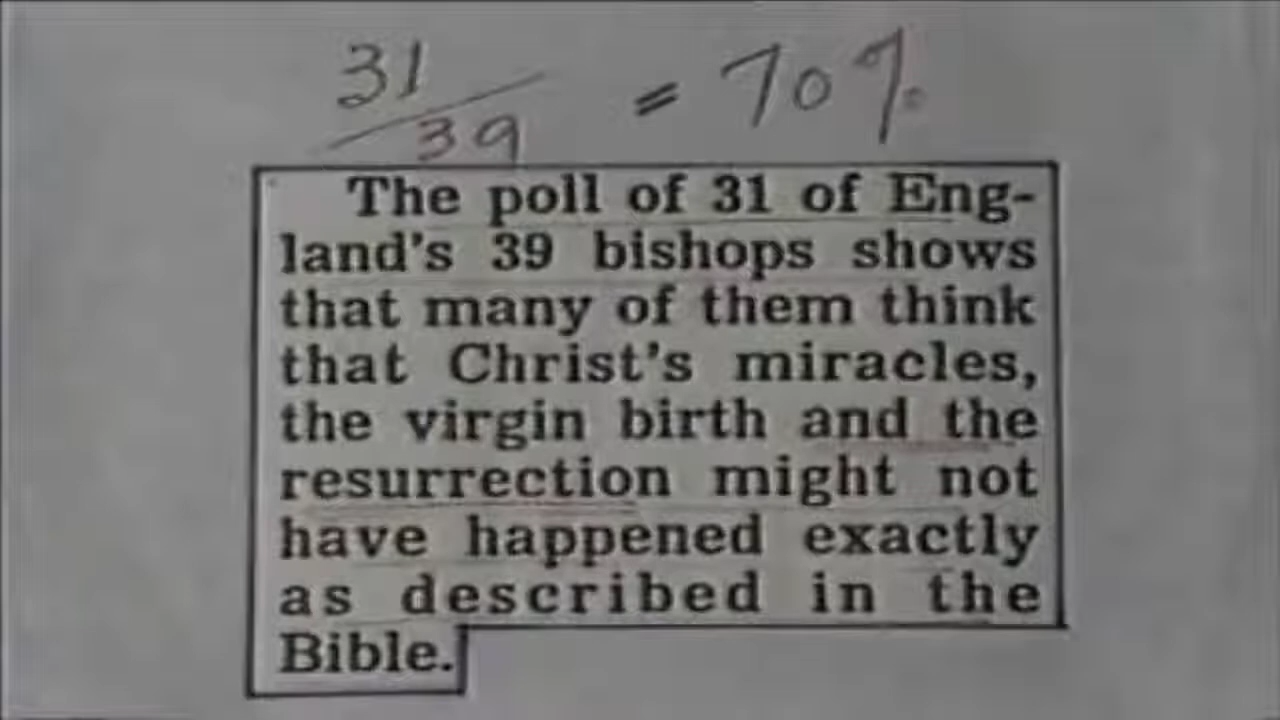 31/39 = 70%
The poll of 31 of Eng-
land's 39 bishops shows
that many of them think
that Christ's miracles,
the virgin birth and the
resurrection might not
have happened exactly
as described in the
Bible.